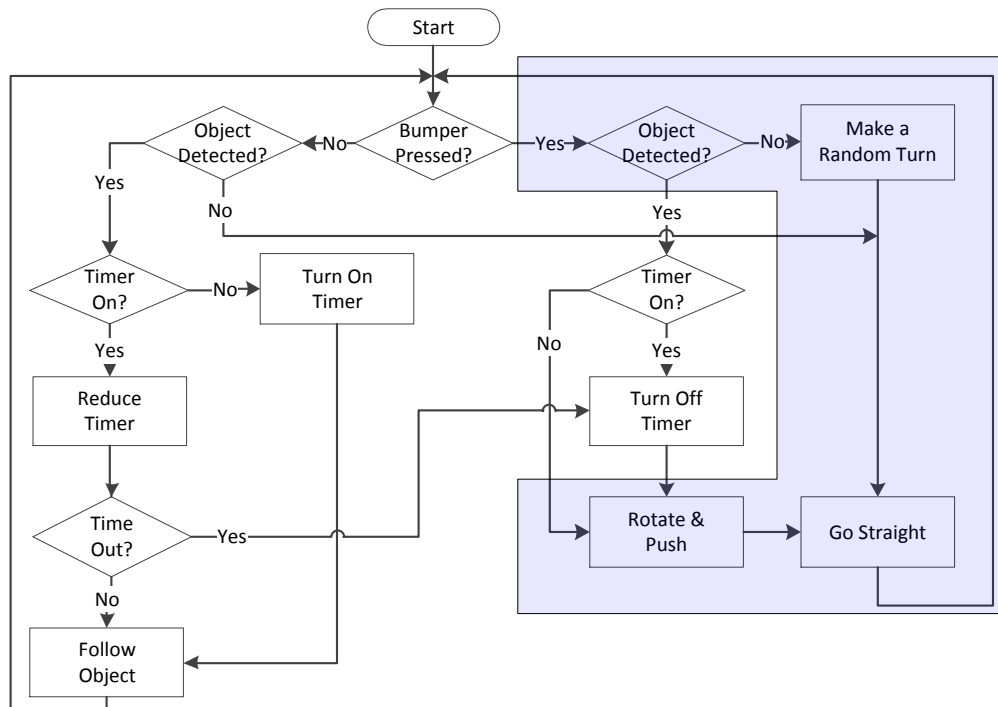 Start
Object
Detected?
No
Bumper
Pressed?
Yes
Object
Detected?
No
Make a
Random Turn
Yes
No
Yes
Timer
On?
No
Turn On
Timer
Timer
On?
Yes
No
Yes
Reduce
Timer
Turn Off
Timer
Time
Out?
Yes
Rotate &
Push
Go Straight
No
Follow
Object